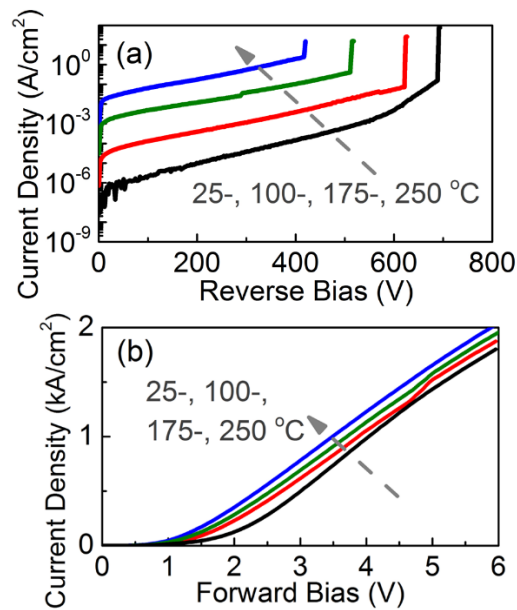 (a)
Current Density (A/cm²)
10⁰
10⁻³
10⁻⁶
10⁻⁹
25-, 100-, 175-, 250 °C
0 200 400 600 800
Reverse Bias (V)
(b)
Current Density (kA/cm²)
2
1
0
25-, 100-,
175-, 250 °C
0 1 2 3 4 5 6
Forward Bias (V)